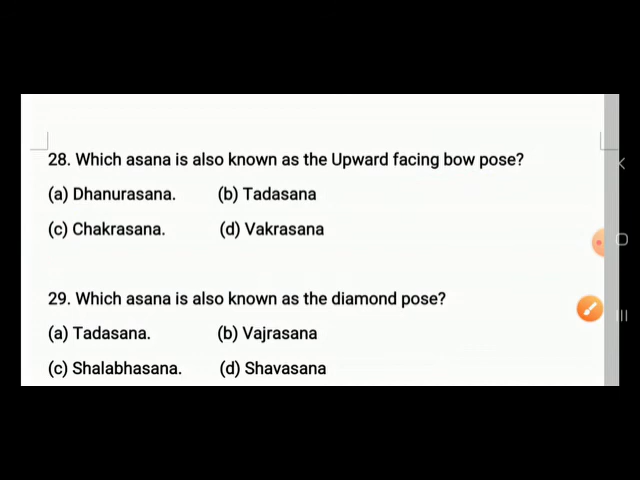 28. Which asana is also known as the Upward facing bow pose?
(a) Dhanurasana. (b) Tadasana
(c) Chakrasana. (d) Vakrasana
29. Which asana is also known as the diamond pose?
(a) Tadasana. (b) Vajrasana
(c) Shalabhasana. (d) Shavasana